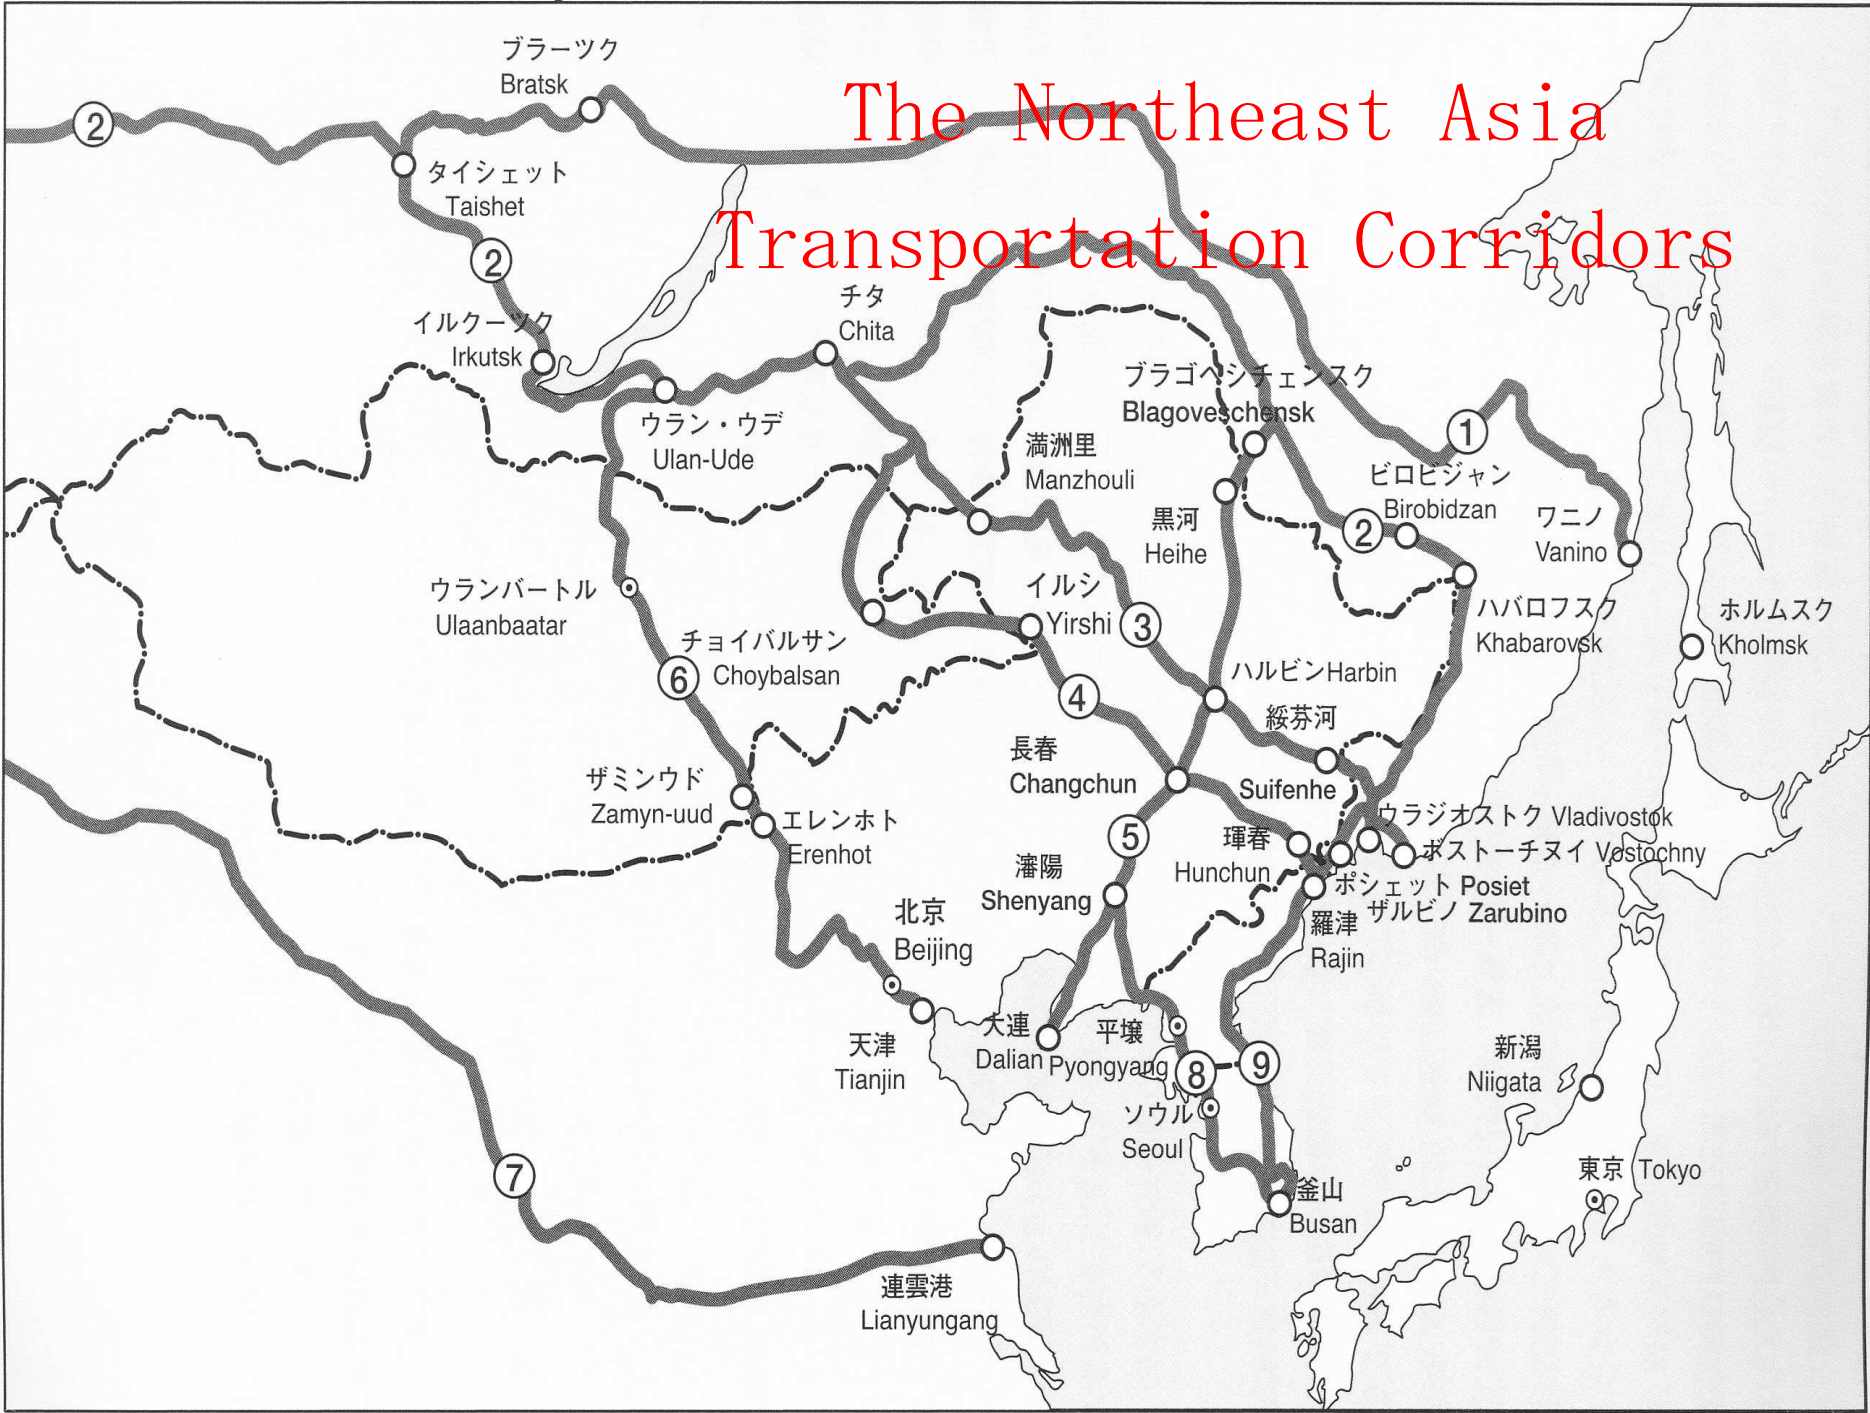 The Northeast Asia
Transportation Corridors
ブラーツク
Bratsk
2
タイシェット
Taishet
2
イルクーツク
Irkutsk
チタ
Chita
ウラン・ウデ
Ulan-Ude
ブラゴヘシチェンスク
Blagoveschensk
1
満洲里
Manzhouli
ビロビジャン
Birobidzan
2
黒河
Heihe
ワニノ
Vanino
ウランバートル
Ulaanbaatar
イルシ
Yirshi
3
ハバロフスク
Khabarovsk
ホルムスク
Kholmsk
チョイバルサン
Choybalsan
6
4
ハルビンHarbin
綏芬河
Suifenhe
長春
Changchun
ザミンウド
Zamyn-uud
エレンホト
Erenhot
5
ウラジオストク Vladivostok
琿春
Hunchun
ボストーチヌイ Vostochny
瀋陽
Shenyang
ポシェット Posiet
ザルビノ Zarubino
羅津
Rajin
北京
Beijing
天津
Tianjin
大連
Dalian
平壌
Pyongyang
8
9
新潟
Niigata
ソウル
Seoul
7
東京 Tokyo
釜山
Busan
連雲港
Lianyungang